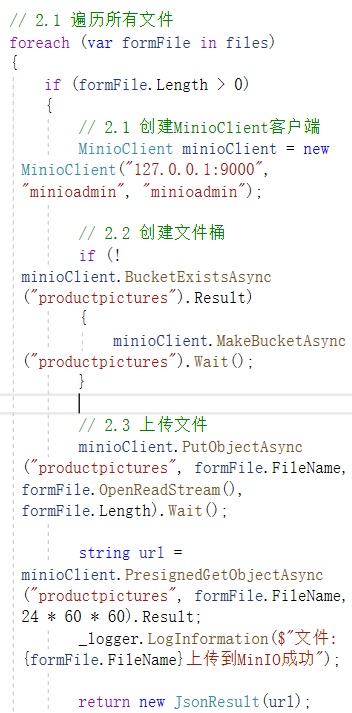 // 2.1 遍历所有文件
foreach (var formFile in files)
{
if (formFile.Length > 0)
{
// 2.1 创建MinioClient客户端
MinioClient minioClient = new
MinioClient("127.0.0.1:9000",
"minioadmin", "minioadmin");
// 2.2 创建文件桶
if (!
minioClient.BucketExistsAsync
("productpictures").Result)
{
minioClient.MakeBucketAsync
("productpictures").Wait();
}
// 2.3 上传文件
minioClient.PutObjectAsync
("productpictures", formFile.FileName,
formFile.OpenReadStream(),
formFile.Length).Wait();
string url =
minioClient.PresignedGetObjectAsync
("productpictures", formFile.FileName,
24 * 60 * 60).Result;
_logger.LogInformation($"文件:
{formFile.FileName}上传到MinIO成功");
return new JsonResult(url);